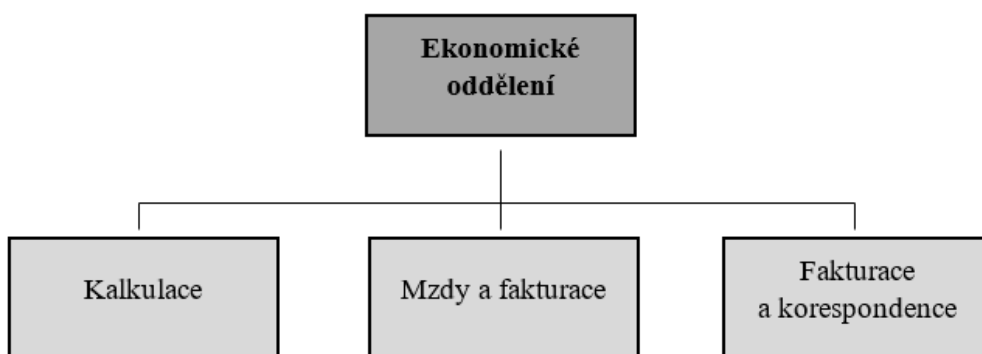 Ekonomické
oddělení
Kalkulace
Mzdy a fakturace
Fakturace
a korespondence